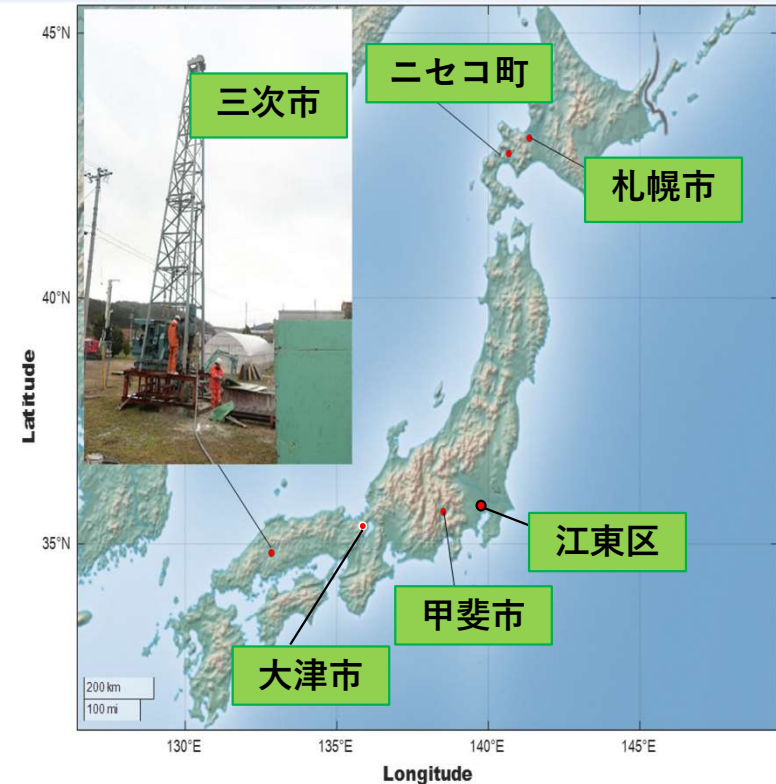 45°N
40°N
35°N
Latitude
三次市
ニセコ町
札幌市
江東区
甲斐市
大津市
200 km
100 mi
130°E
135°E
140°E
145°E
Longitude